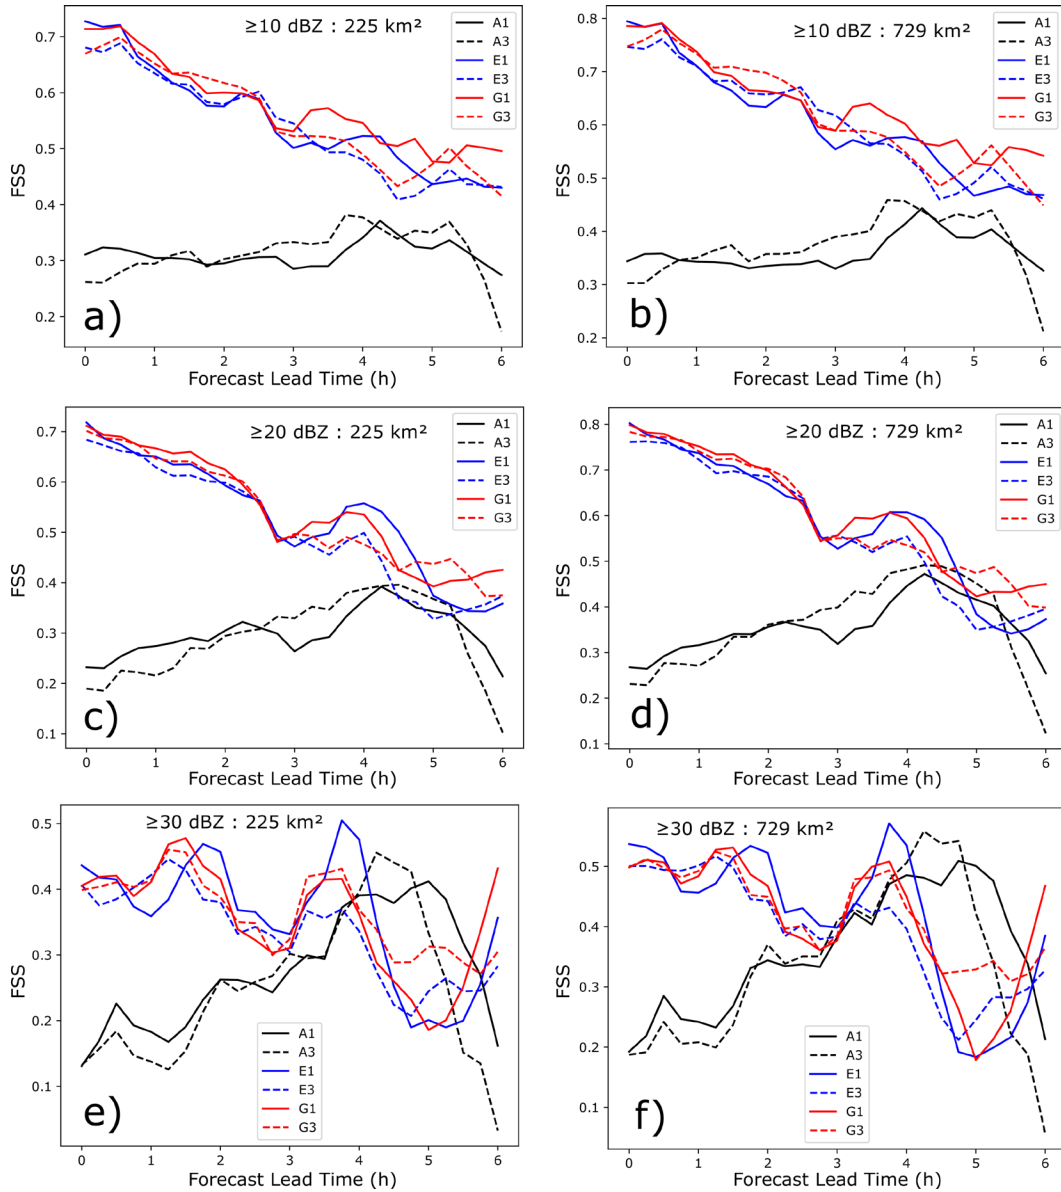 ≥10 dBZ : 225 km²
A1
A3
E1
E3
G1
G3
0.7
0.6
0.5
0.4
0.3
0.2
FSS
a)
0 1 2 3 4 5 6
Forecast Lead Time (h)
≥10 dBZ : 729 km²
A1
A3
E1
E3
G1
G3
0.8
0.7
0.6
0.5
0.4
0.3
0.2
FSS
b)
0 1 2 3 4 5 6
Forecast Lead Time (h)
≥20 dBZ : 225 km²
A1
A3
E1
E3
G1
G3
0.7
0.6
0.5
0.4
0.3
0.2
0.1
FSS
c)
0 1 2 3 4 5 6
Forecast Lead Time (h)
≥20 dBZ : 729 km²
A1
A3
E1
E3
G1
G3
0.8
0.7
0.6
0.5
0.4
0.3
0.2
0.1
FSS
d)
0 1 2 3 4 5 6
Forecast Lead Time (h)
≥30 dBZ : 225 km²
0.5
0.4
0.3
0.2
0.1
FSS
A1
A3
E1
E3
G1
G3
e)
0 1 2 3 4 5 6
Forecast Lead Time (h)
≥30 dBZ : 729 km²
0.5
0.4
0.3
0.2
0.1
FSS
A1
A3
E1
E3
G1
G3
f)
0 1 2 3 4 5 6
Forecast Lead Time (h)